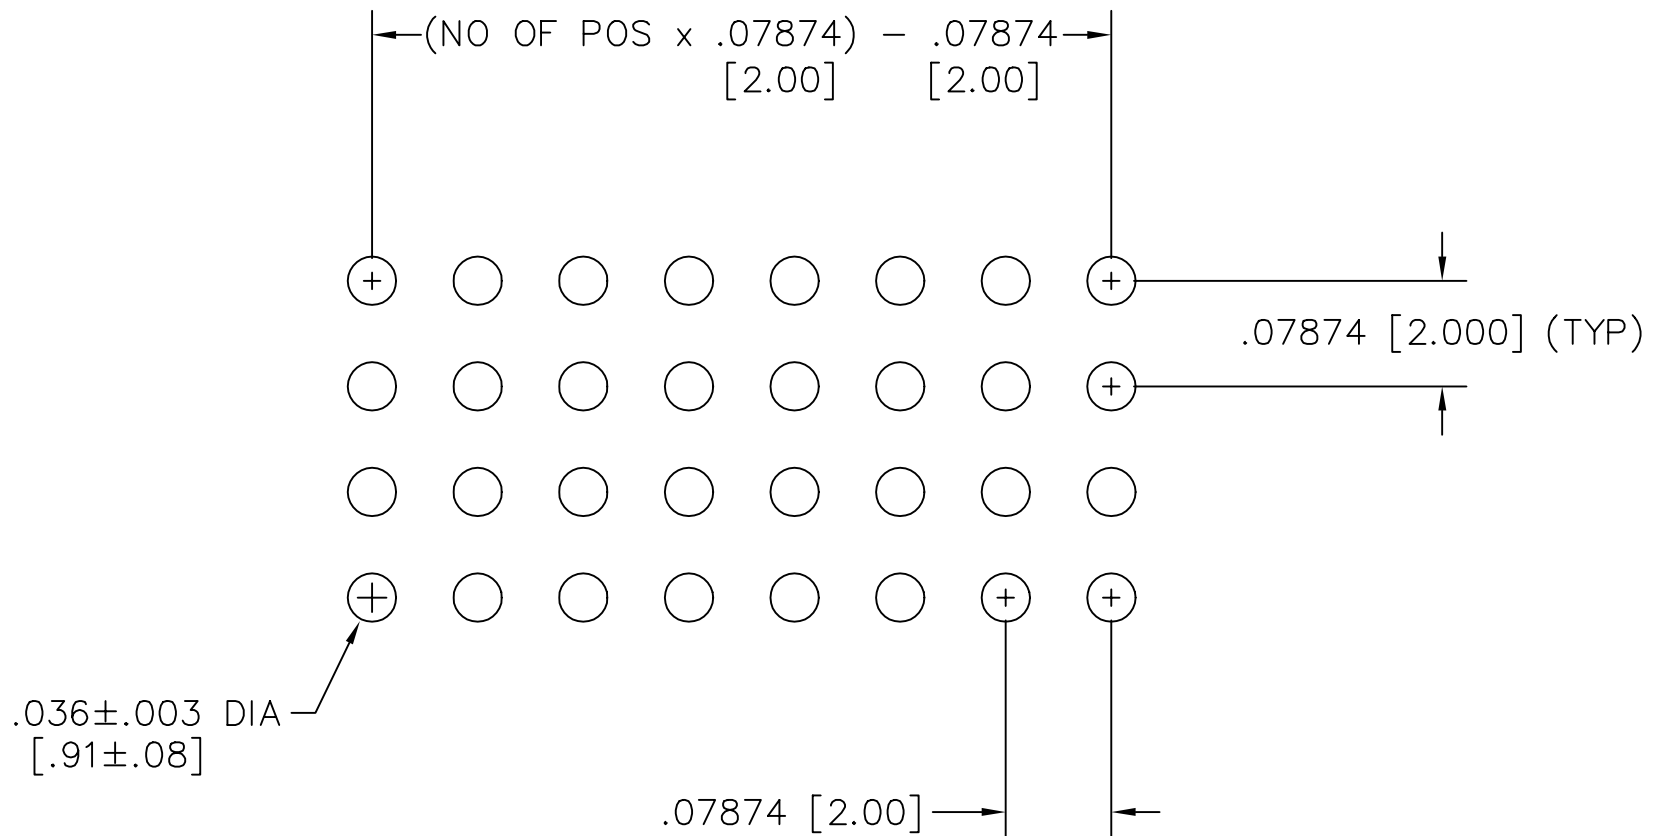 (NO OF POS x .07874) - .07874
[2.00] [2.00]
.07874 [2.000] (TYP)
.036±.003 DIA
[.91±.08]
.07874 [2.00]